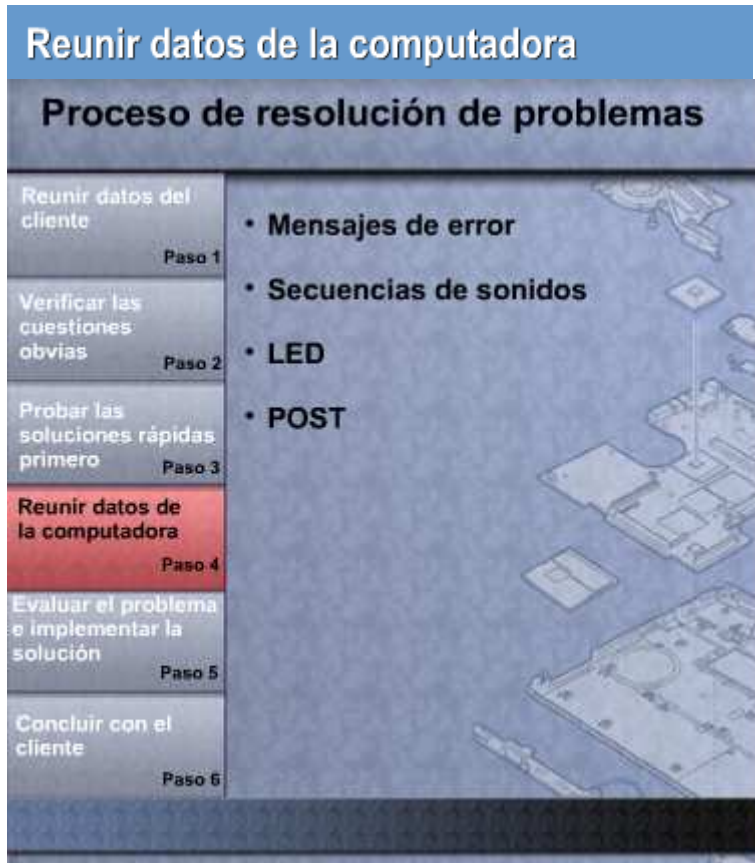 Reunir datos de la computadora
Proceso de resolución de problemas
Reunir datos del
cliente
Paso 1
Verificar las
cuestiones
obvias
Paso 2
Probar las
soluciones rápidas
primero
Paso 3
Reunir datos de
la computadora
Paso 4
Evaluar el problema
e implementar la
solución
Paso 5
Concluir con el
cliente
Paso 6
• Mensajes de error
• Secuencias de sonidos
• LED
• POST